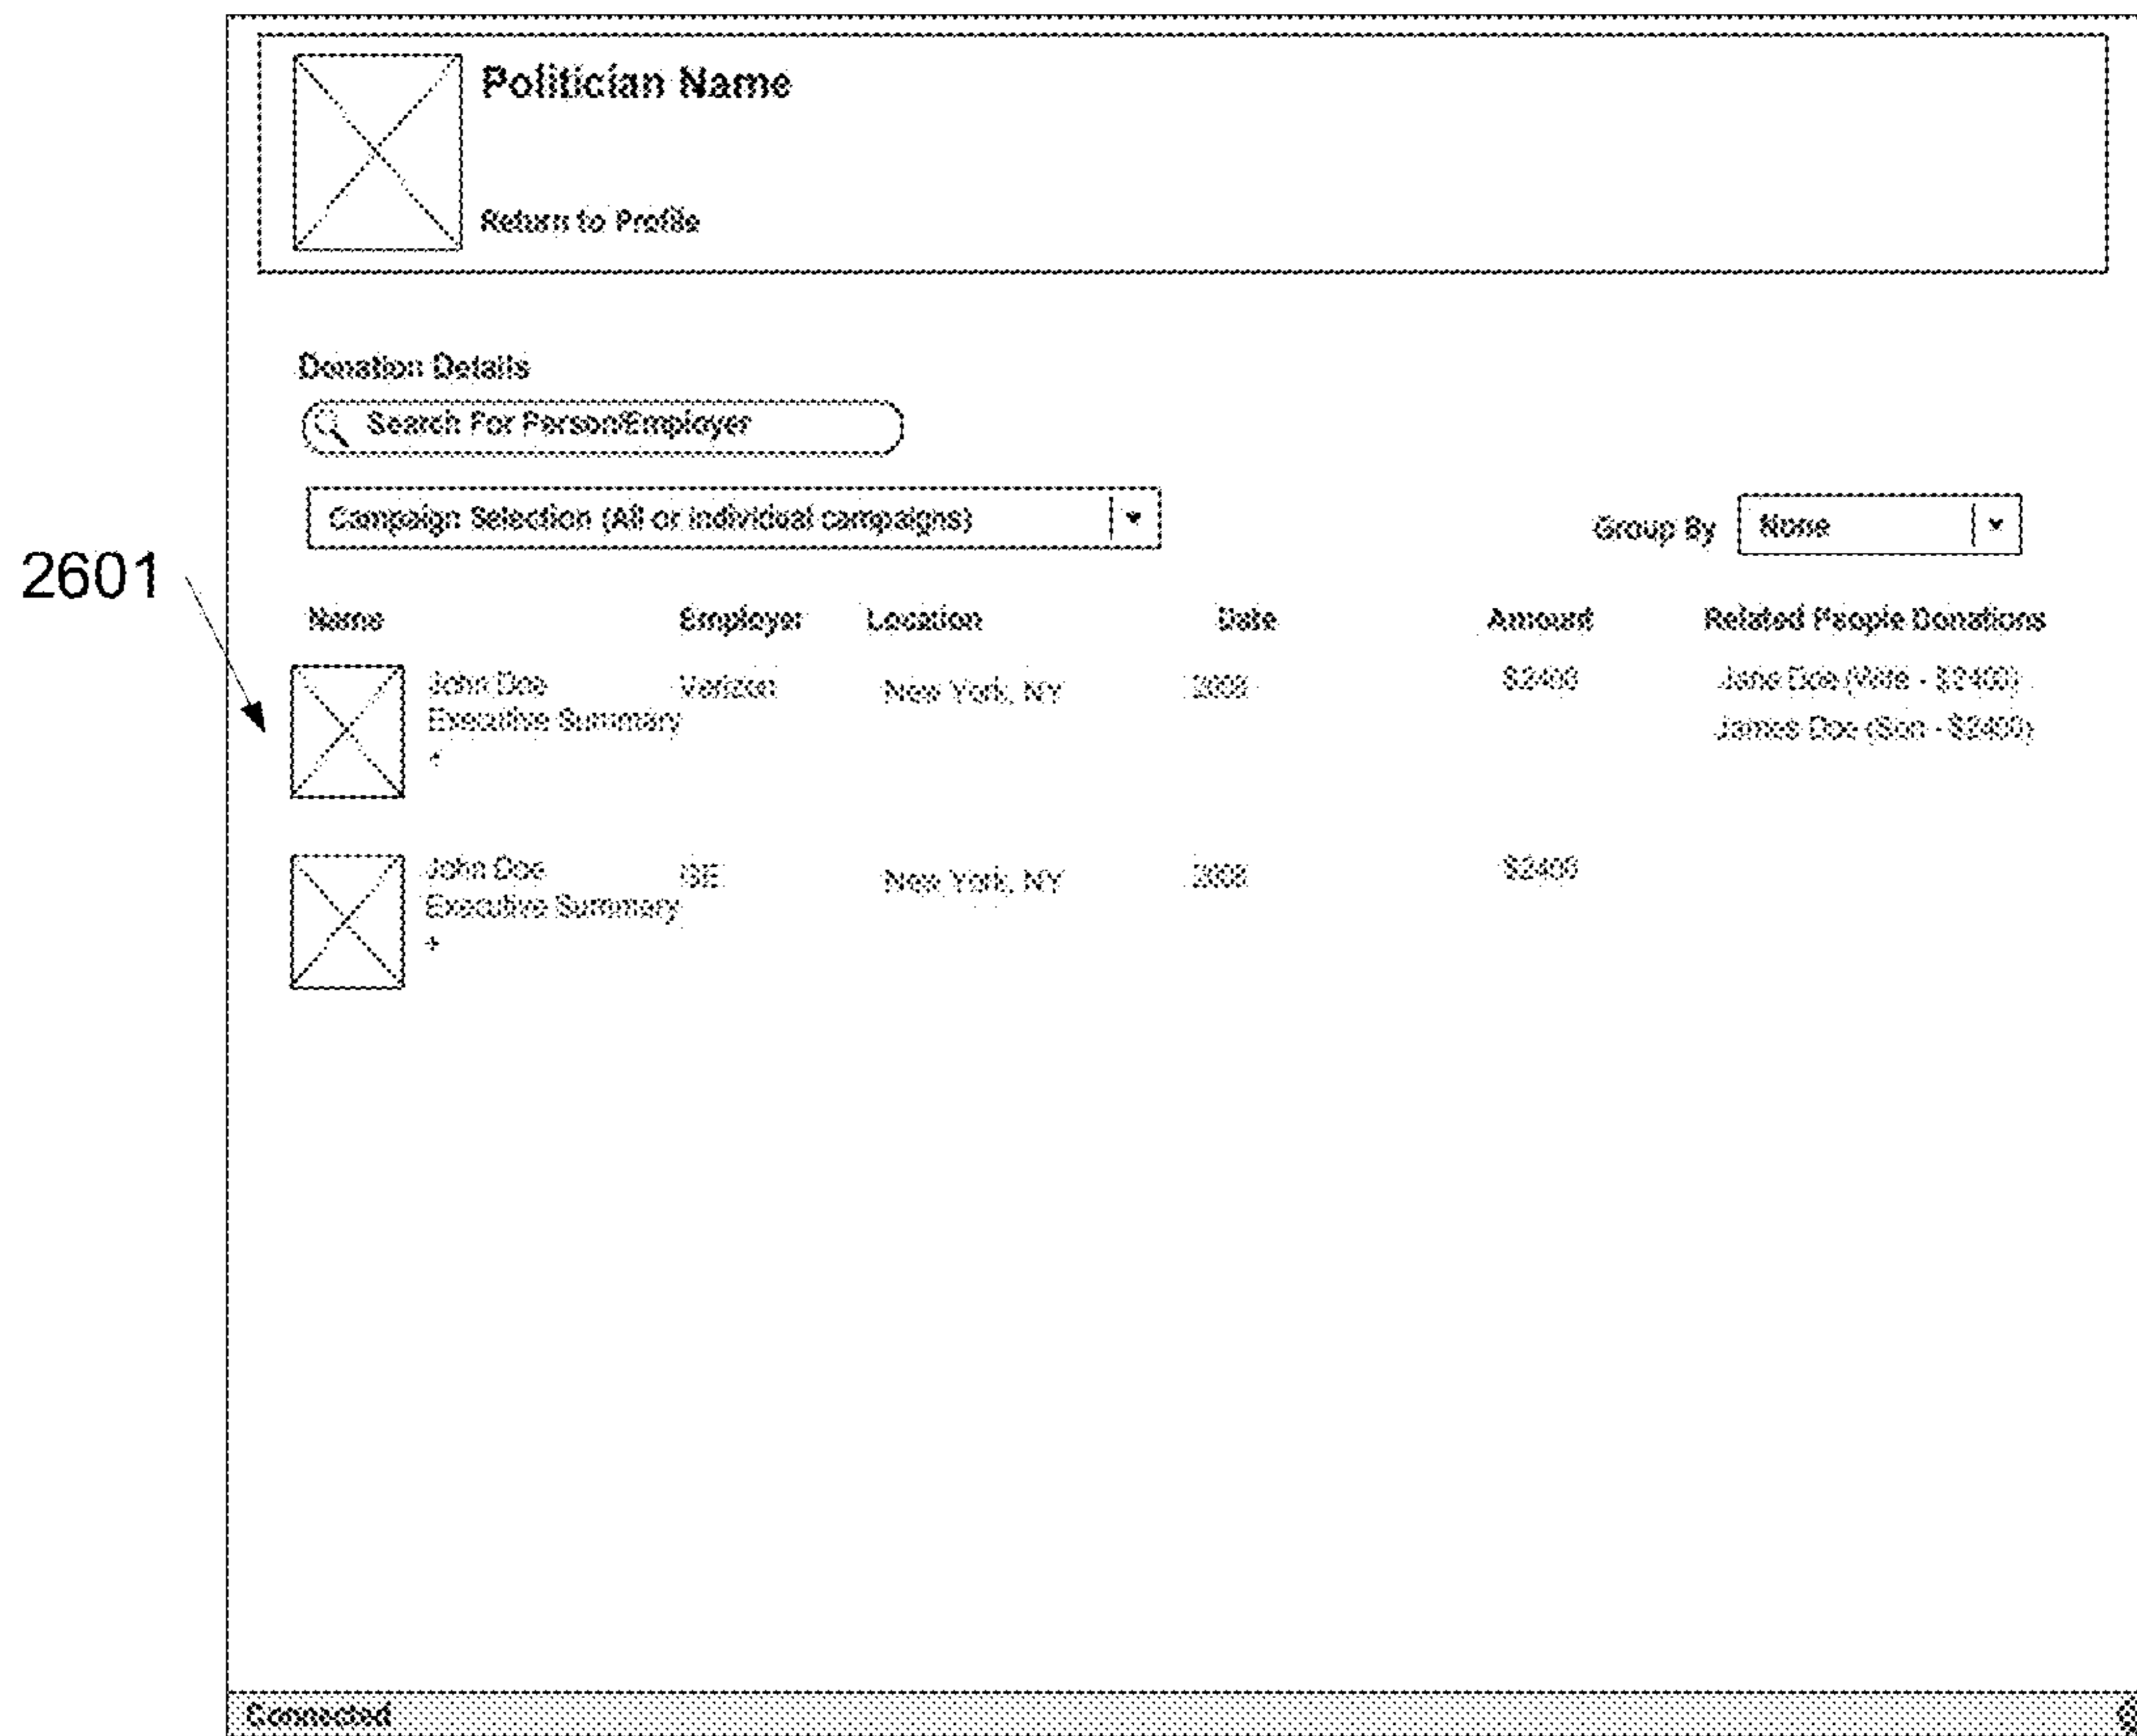 Politician Name
Return to Profile
Donation Details
Search For Person/Employer
Campaign Selection (All or individual campaigns)
Group By None
2601
Name Employer Location Date Amount Related People Donations
John Doe Verizon New York, NY 2008 $2400 Jane Doe (Wife - $2400)
Executive Summary James Doe (Son - $2400)
+
John Doe GE New York, NY 2008 $2400
Executive Summary
+
Connected